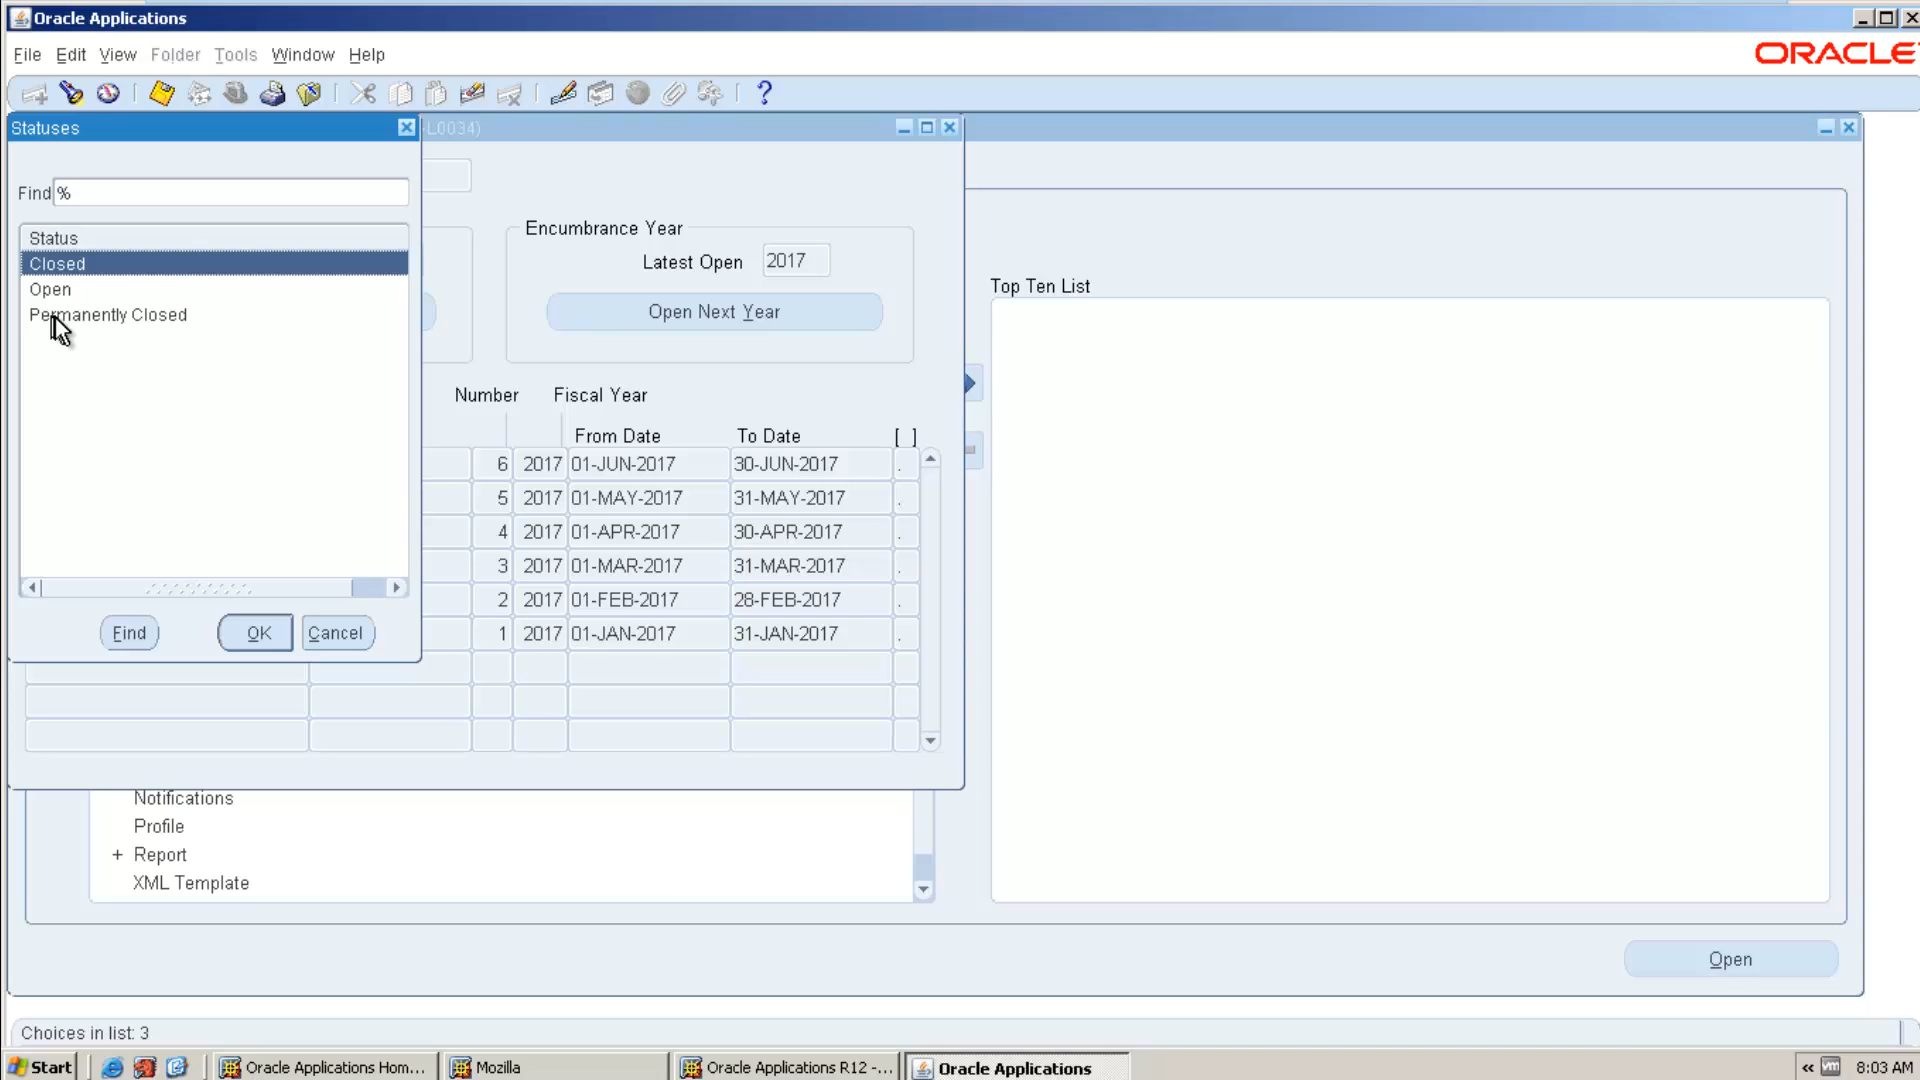 Oracle Applications
File Edit View Folder Tools Window Help
ORACLE
Statuses
-L0034)
Find %
Status
Closed
Open
Permanently Closed
Find OK Cancel
Encumbrance Year
Latest Open 2017
Open Next Year
Number Fiscal Year
From Date To Date [ ]
6 2017 01-JUN-2017 30-JUN-2017 .
5 2017 01-MAY-2017 31-MAY-2017 .
4 2017 01-APR-2017 30-APR-2017 .
3 2017 01-MAR-2017 31-MAR-2017 .
2 2017 01-FEB-2017 28-FEB-2017 .
1 2017 01-JAN-2017 31-JAN-2017 .
Top Ten List
Notifications
Profile
+ Report
XML Template
Open
Choices in list: 3
Start Oracle Applications Hom... Mozilla Oracle Applications R12 -... Oracle Applications « 8:03 AM